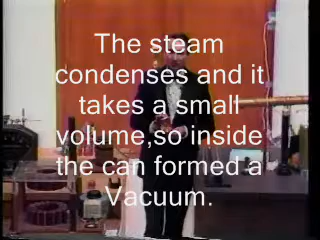 The steam
condenses and it
takes a small
volume,so inside
the can formed a
Vacuum.